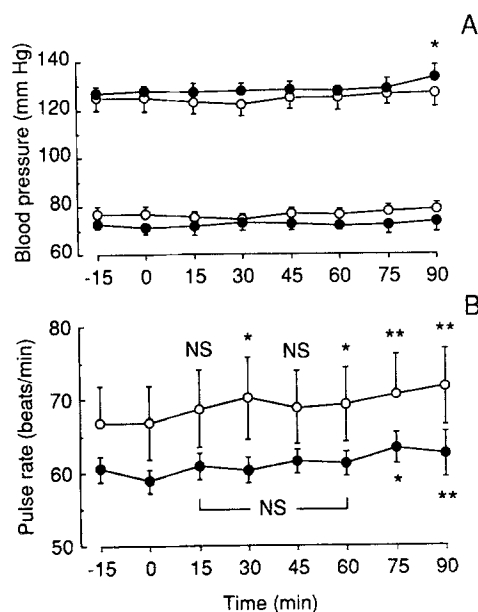 A
*
Blood pressure (mm Hg)
140
120
100
80
60
-15 0 15 30 45 60 75 90
B
Pulse rate (beats/min)
80
70
60
50
NS * NS * ** **
NS
* **
-15 0 15 30 45 60 75 90
Time (min)